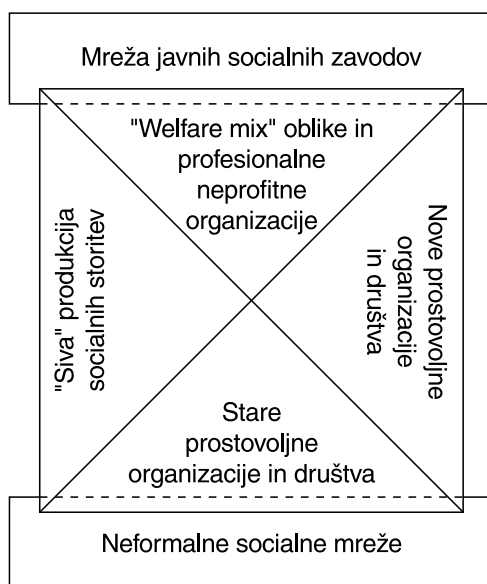 Mreža javnih socialnih zavodov
"Welfare mix" oblike in
profesionalne
neprofitne
organizacije
"Siva" produkcija
socialnih storitev
Nove prostovoljne
organizacije
in društva
Stare
prostovoljne
organizacije in društva
Neformalne socialne mreže